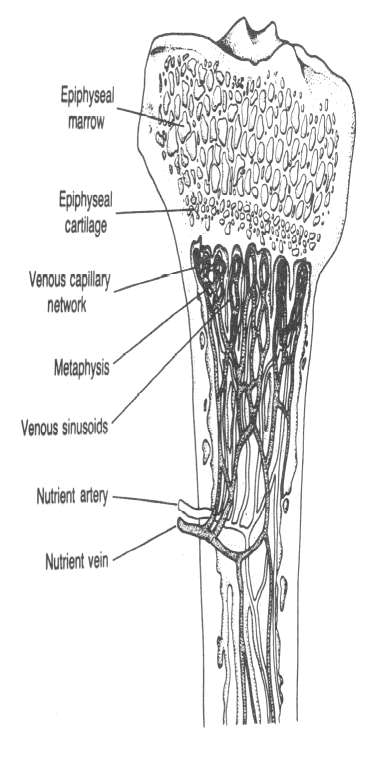 Epiphyseal
marrow
Epiphyseal
cartilage
Venous capillary
network
Metaphysis
Venous sinusoids
Nutrient artery
Nutrient vein